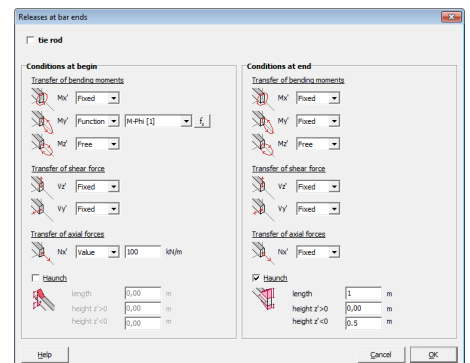 Releases at bar ends
tie rod
Conditions at begin
Transfer of bending moments
Mx' Fixed
My' Function M-Phi [1]
Mz' Free
Transfer of shear force
Vz' Fixed
Vy' Fixed
Transfer of axial forces
Nx' Value 100 kN/m
Haunch
length 0,00 m
height z'>0 0,00 m
height z'<0 0,00 m
Conditions at end
Transfer of bending moments
Mx' Fixed
My' Fixed
Mz' Free
Transfer of shear force
Vz' Fixed
Vy' Fixed
Transfer of axial forces
Nx' Fixed
Haunch
length 1 m
height z'>0 0,00 m
height z'<0 0.5 m
Help Cancel OK